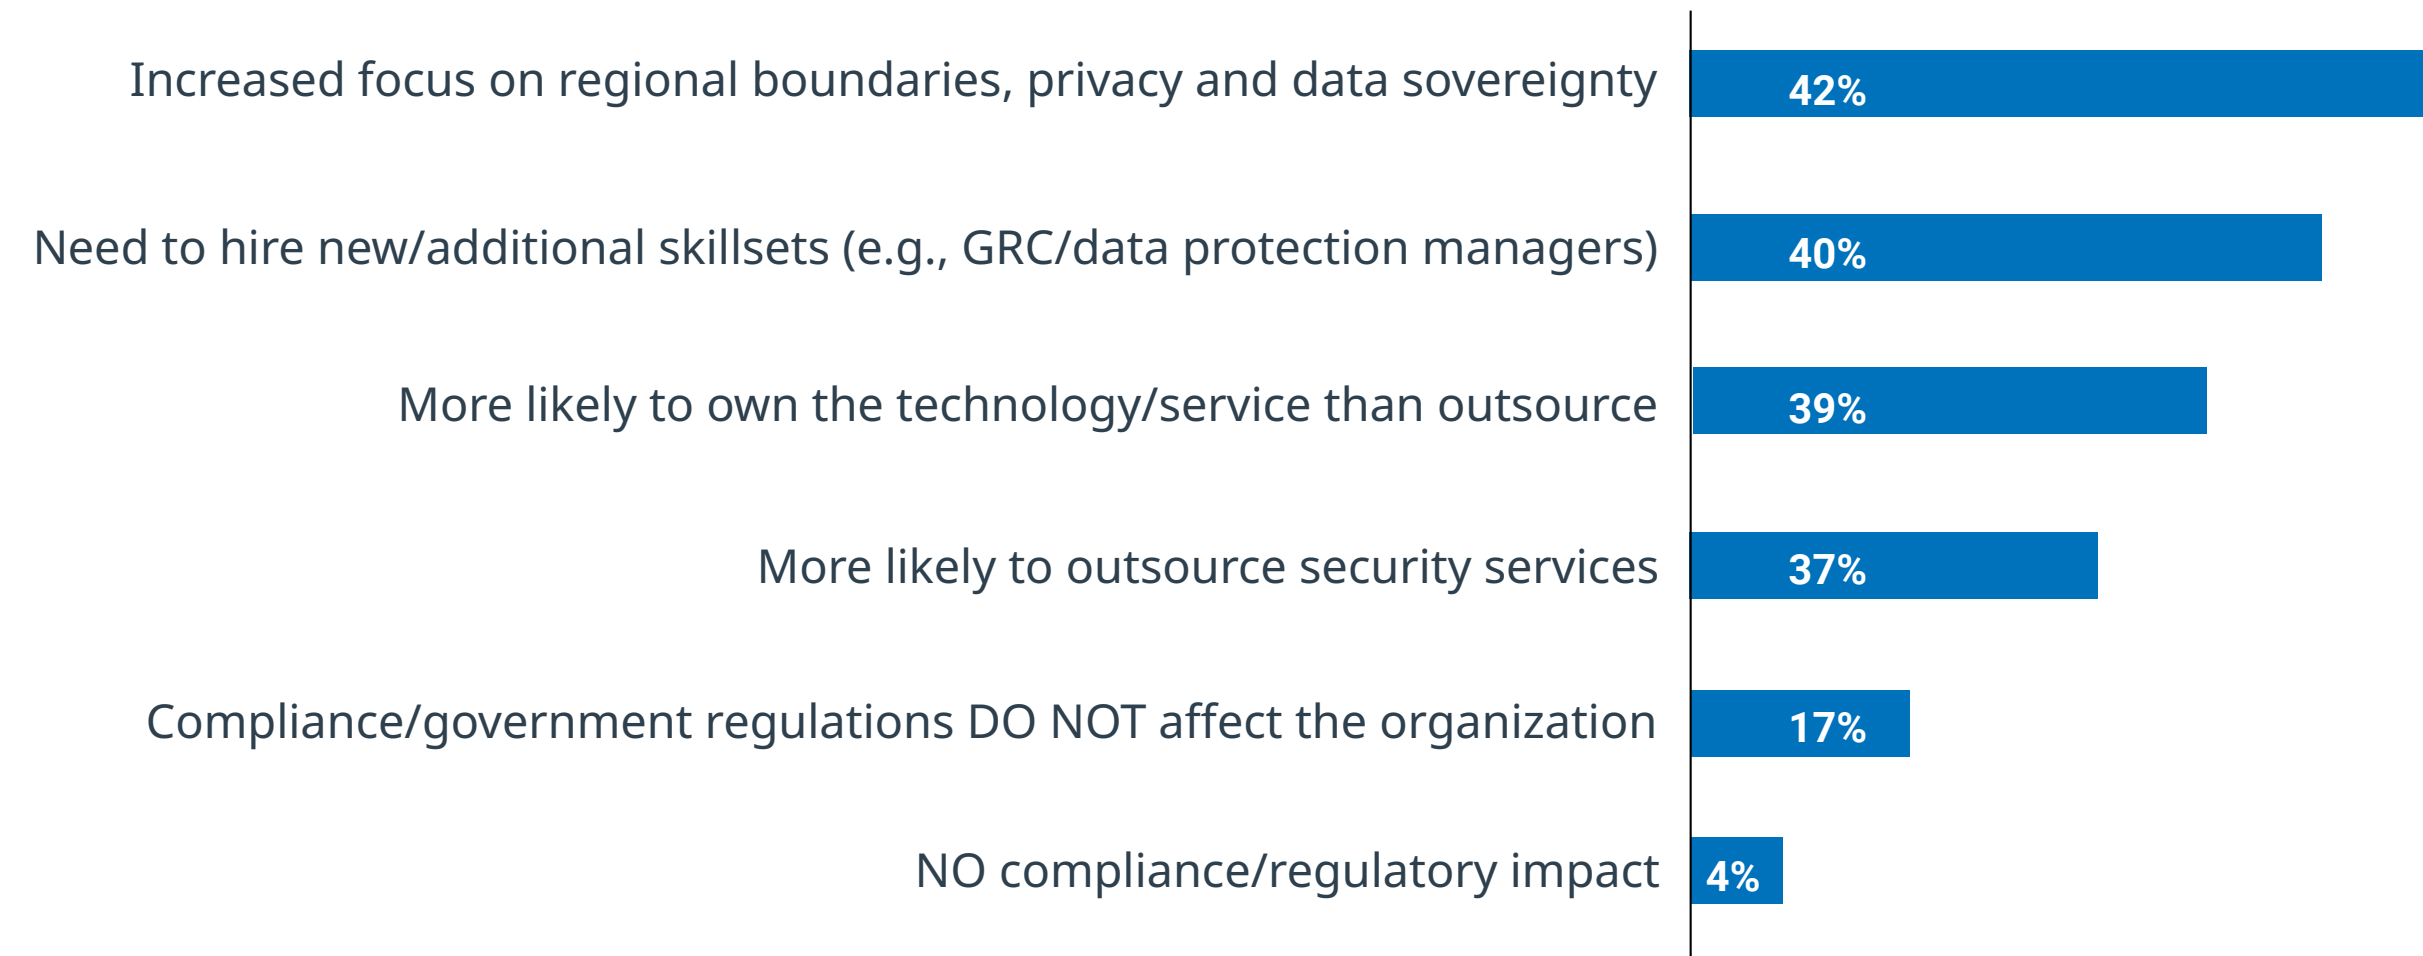 Increased focus on regional boundaries, privacy and data sovereignty 42%
Need to hire new/additional skillsets (e.g., GRC/data protection managers) 40%
More likely to own the technology/service than outsource 39%
More likely to outsource security services 37%
Compliance/government regulations DO NOT affect the organization 17%
NO compliance/regulatory impact 4%